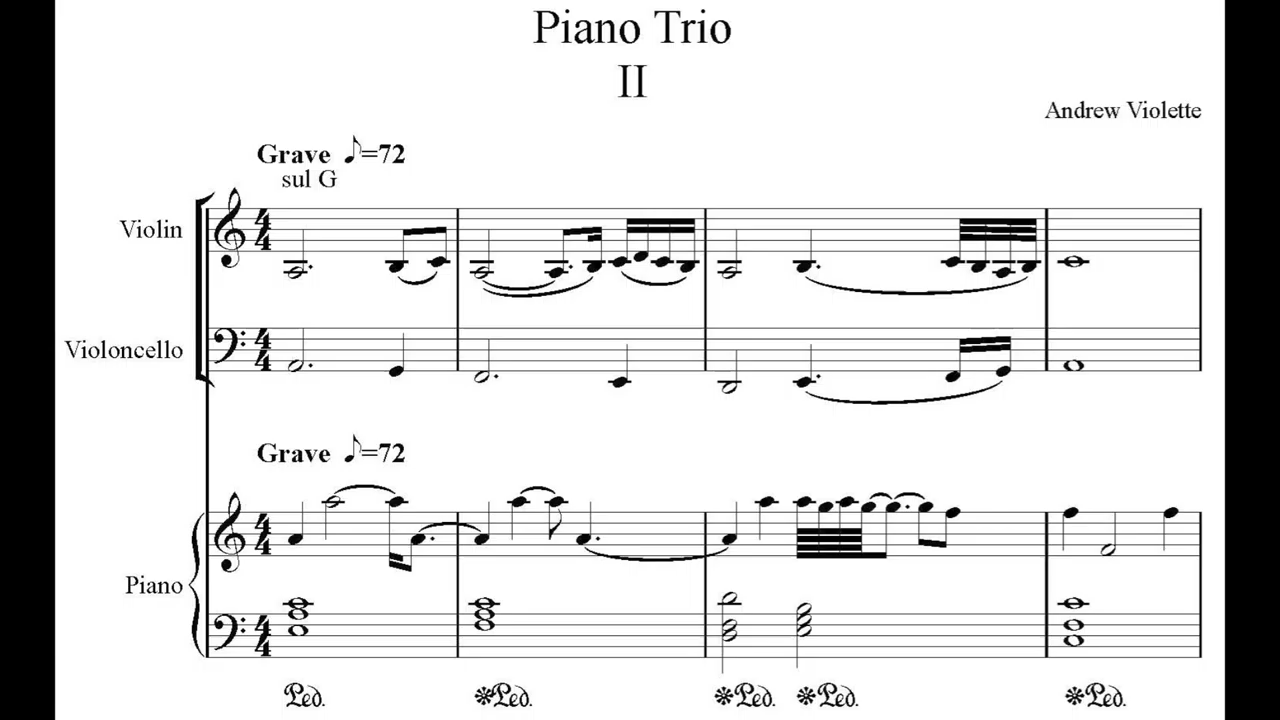 Piano Trio
II
Andrew Violette
Grave ♪=72
sul G
Violin
Violoncello
Grave ♪=72
Piano
Ped. *Ped. *Ped. *Ped. *Ped.